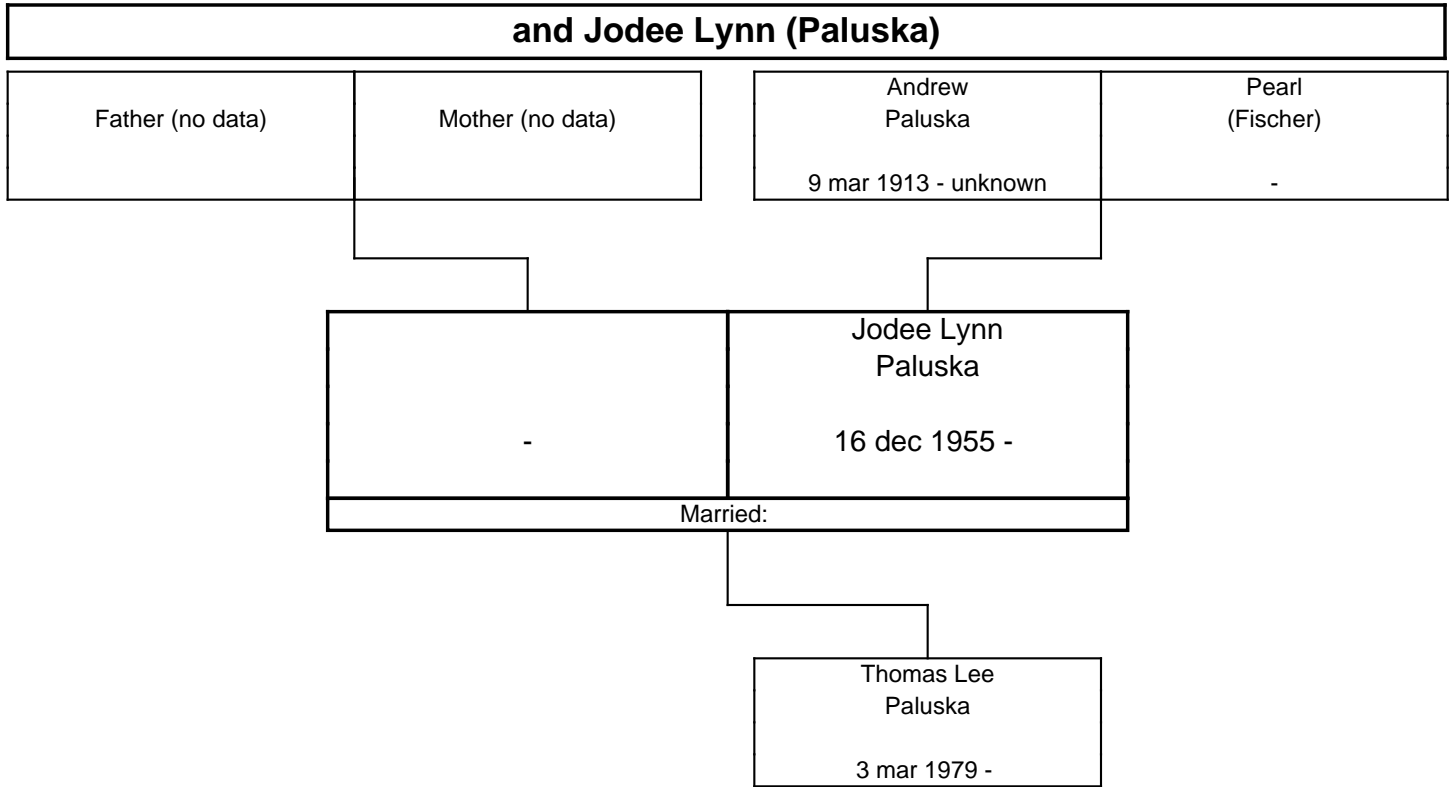 and Jodee Lynn (Paluska)
Father (no data)
Mother (no data)
Andrew
Paluska
9 mar 1913 - unknown
Pearl
(Fischer)
-
-
Jodee Lynn
Paluska
16 dec 1955 -
Married:
Thomas Lee
Paluska
3 mar 1979 -